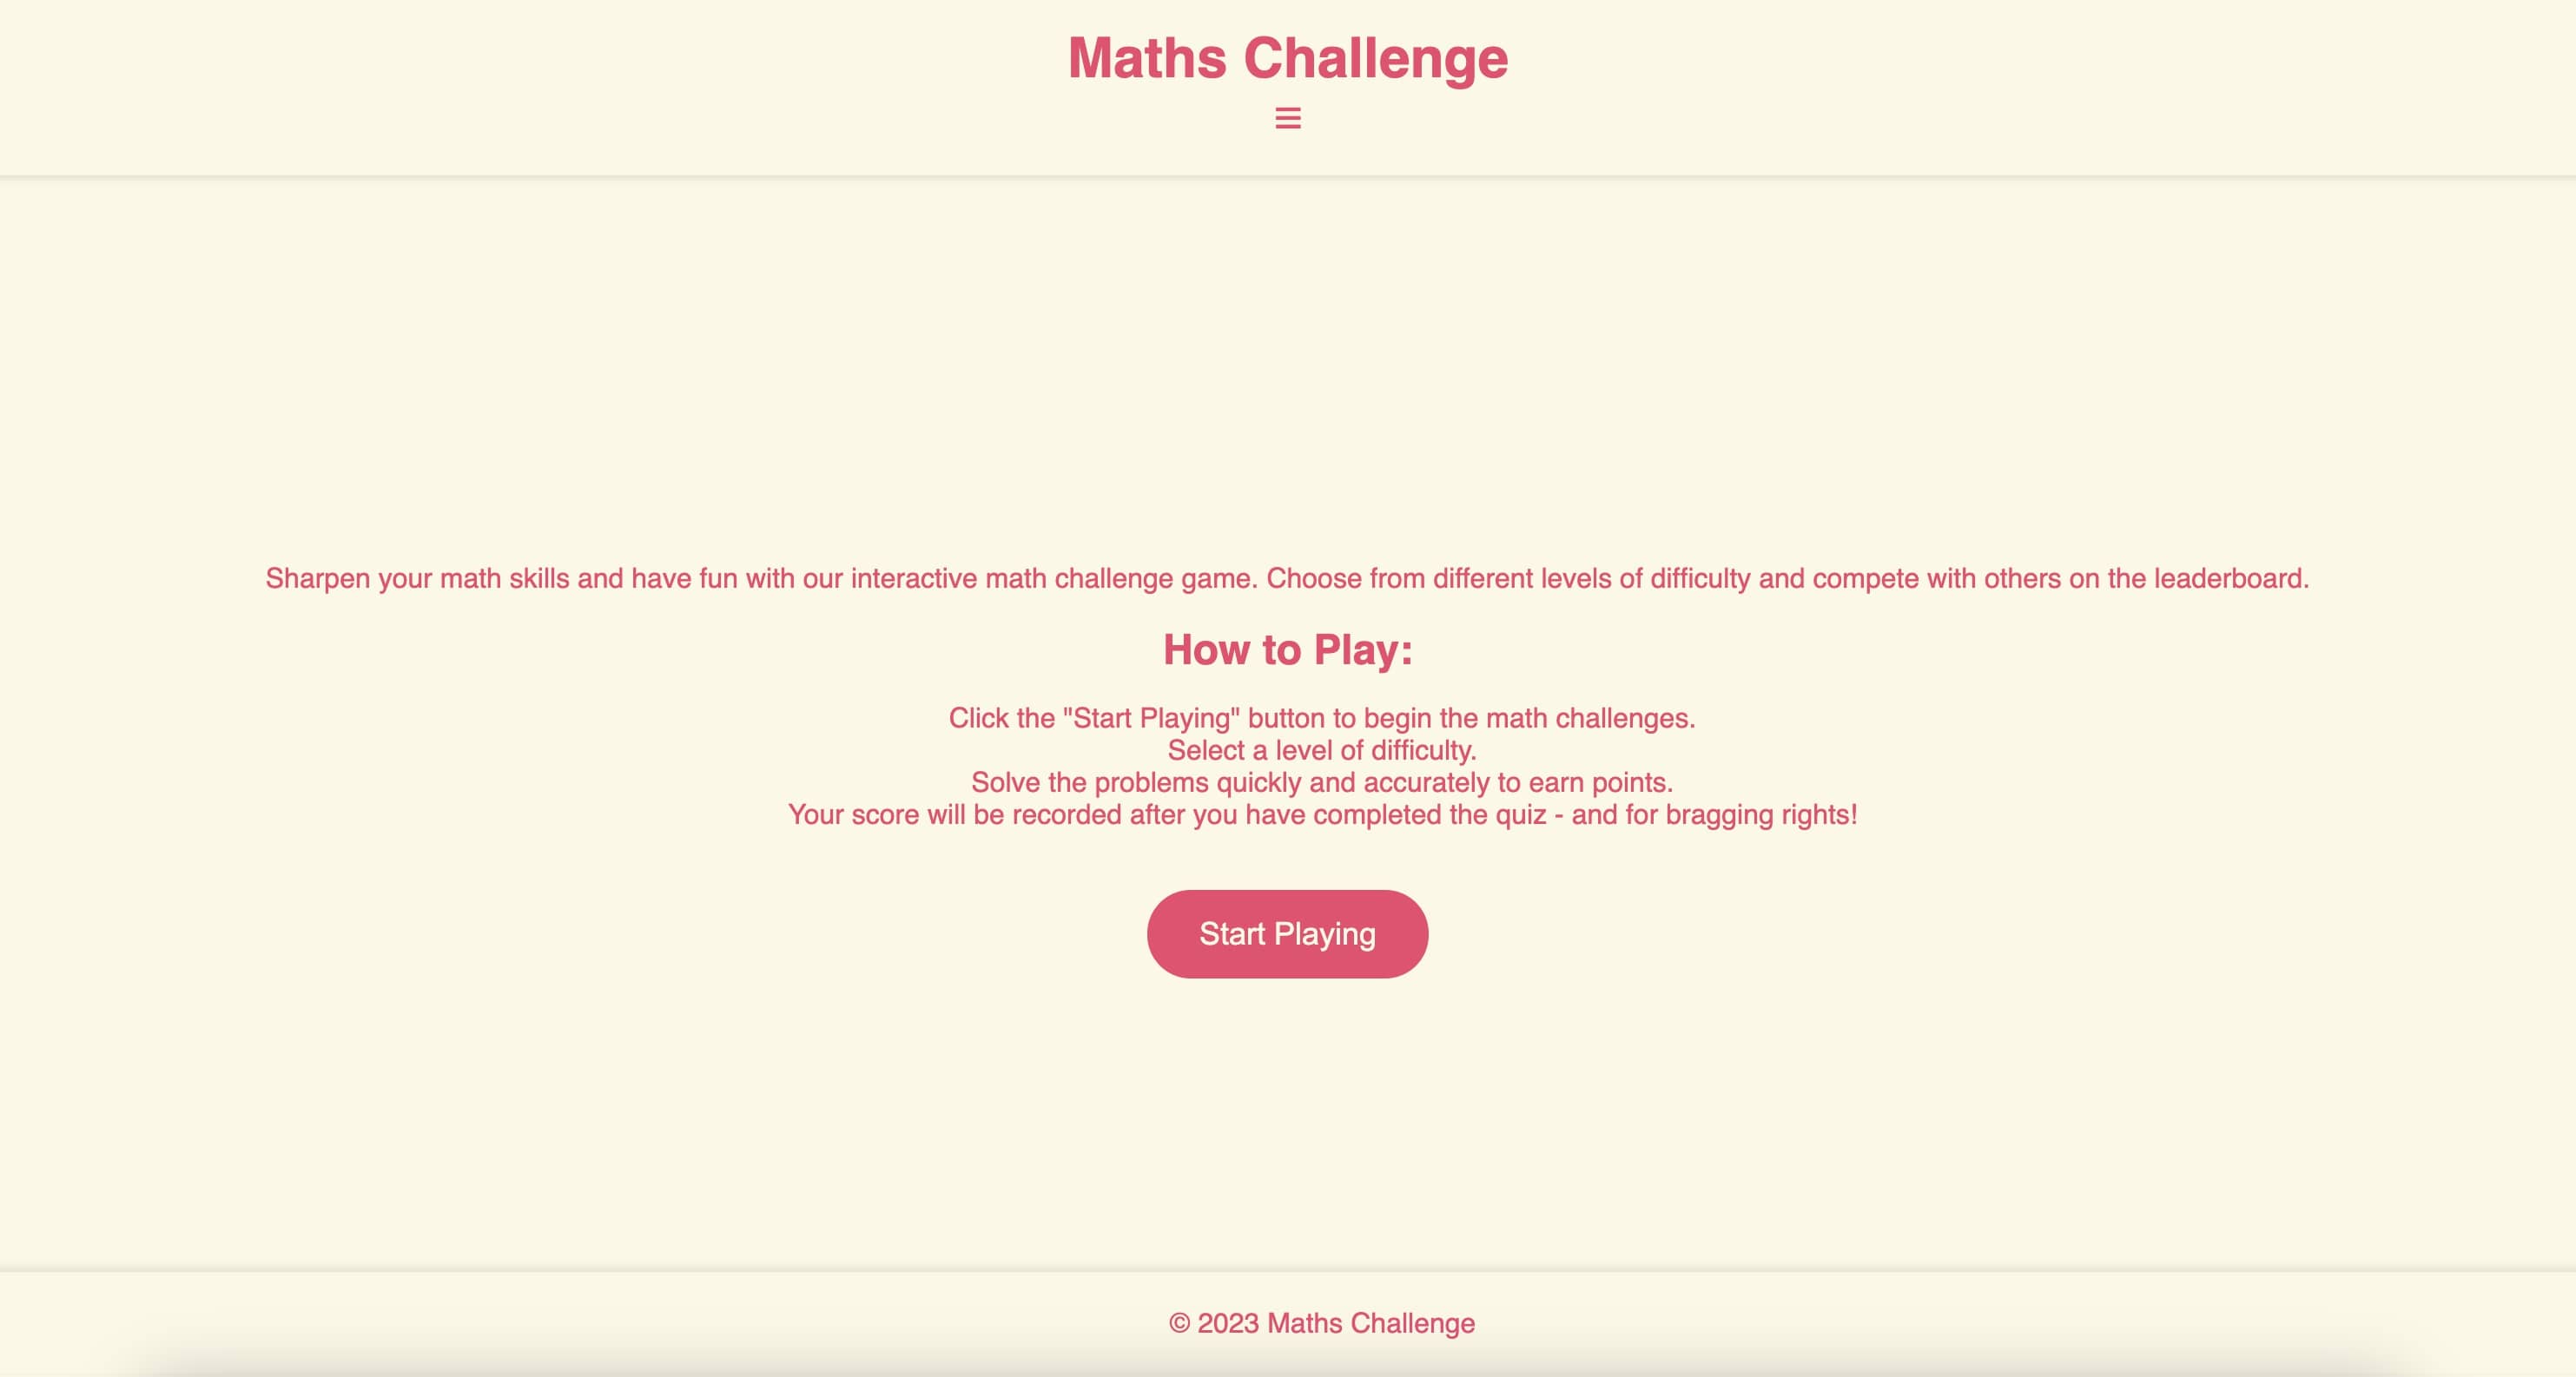 Maths Challenge
Sharpen your math skills and have fun with our interactive math challenge game. Choose from different levels of difficulty and compete with others on the leaderboard.
How to Play:
Click the "Start Playing" button to begin the math challenges.
Select a level of difficulty.
Solve the problems quickly and accurately to earn points.
Your score will be recorded after you have completed the quiz - and for bragging rights!
Start Playing
© 2023 Maths Challenge